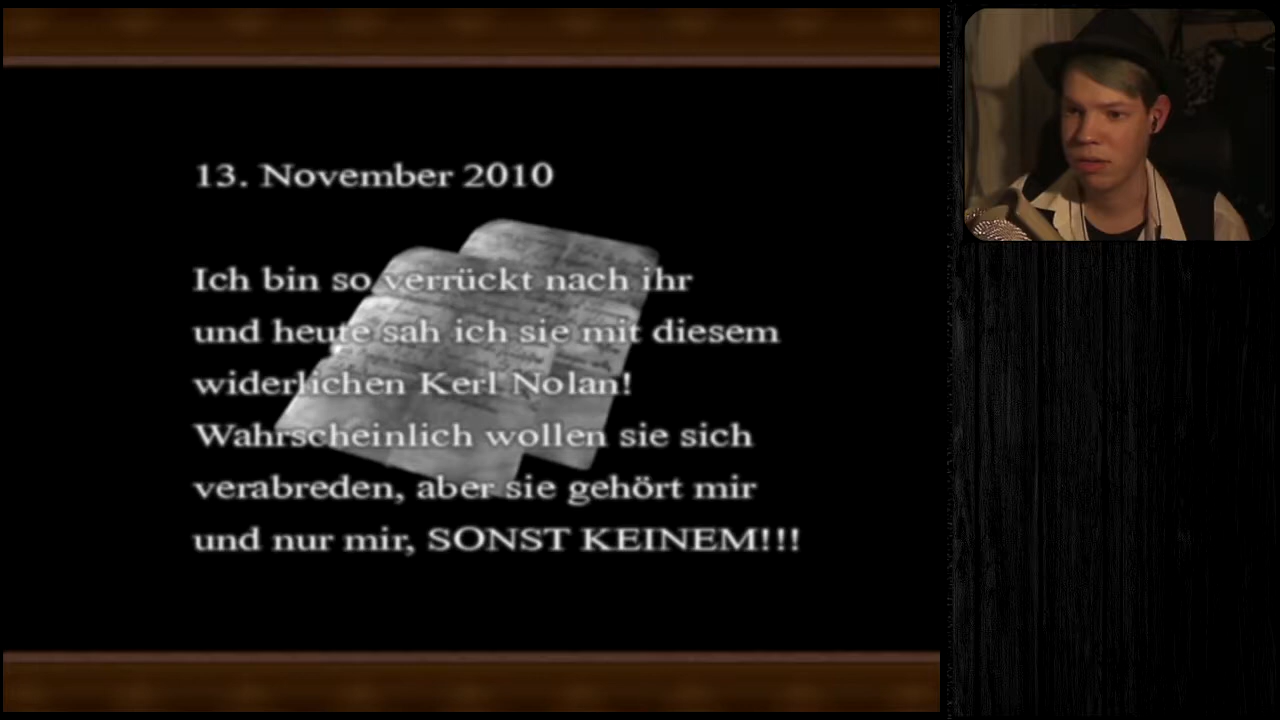 13. November 2010
Ich bin so verrückt nach ihr
und heute sah ich sie mit diesem
widerlichen Kerl Nolan!
Wahrscheinlich wollen sie sich
verabreden, aber sie gehört mir
und nur mir, SONST KEINEM!!!